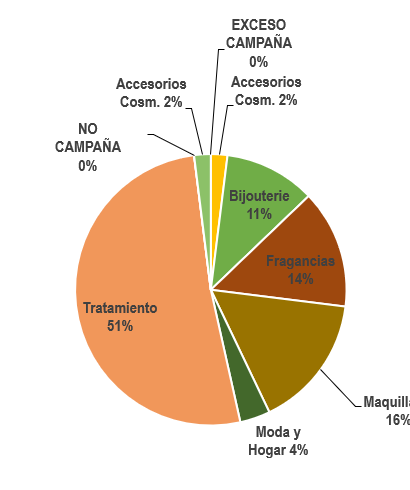 EXCESO
CAMPAÑA
0%
Accesorios
Cosm. 2%
Accesorios
Cosm. 2%
NO
CAMPAÑA
0%
Bijouterie
11%
Fragancias
14%
Tratamiento
51%
Maquilla
16%
Moda y
Hogar 4%